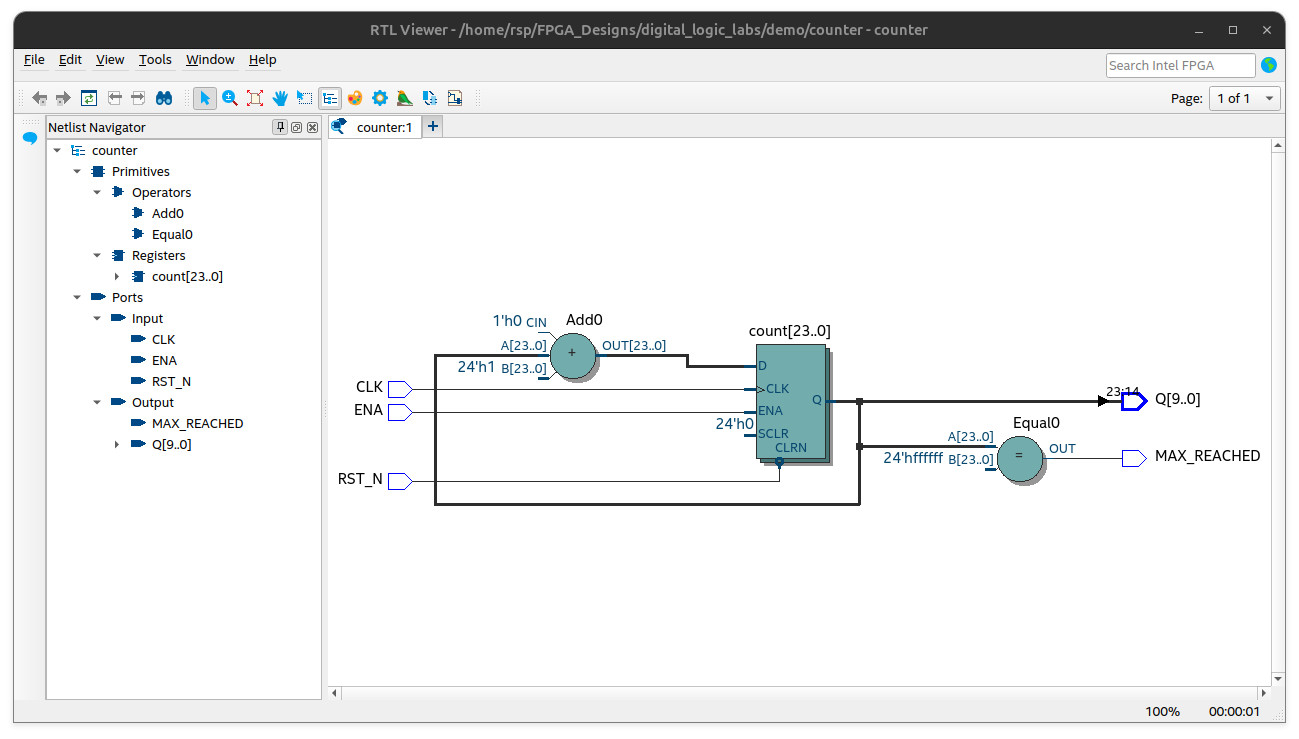 RTL Viewer - /home/rsp/FPGA_Designs/digital_logic_labs/demo/counter - counter
File Edit View Tools Window Help
Search Intel FPGA
Page: 1 of 1
Netlist Navigator
counter:1
counter
Primitives
Operators
Add0
Equal0
Registers
count[23..0]
Ports
Input
CLK
ENA
RST_N
Output
MAX_REACHED
Q[9..0]
1'h0 CIN
Add0
A[23..0]
OUT[23..0]
24'h1 B[23..0]
+
count[23..0]
D
CLK
CLK
ENA
ENA
Q
24'h0
SCLR
CLRN
RST_N
23:14
Q[9..0]
Equal0
A[23..0]
OUT
24'hffffff B[23..0]
=
MAX_REACHED
100% 00:00:01